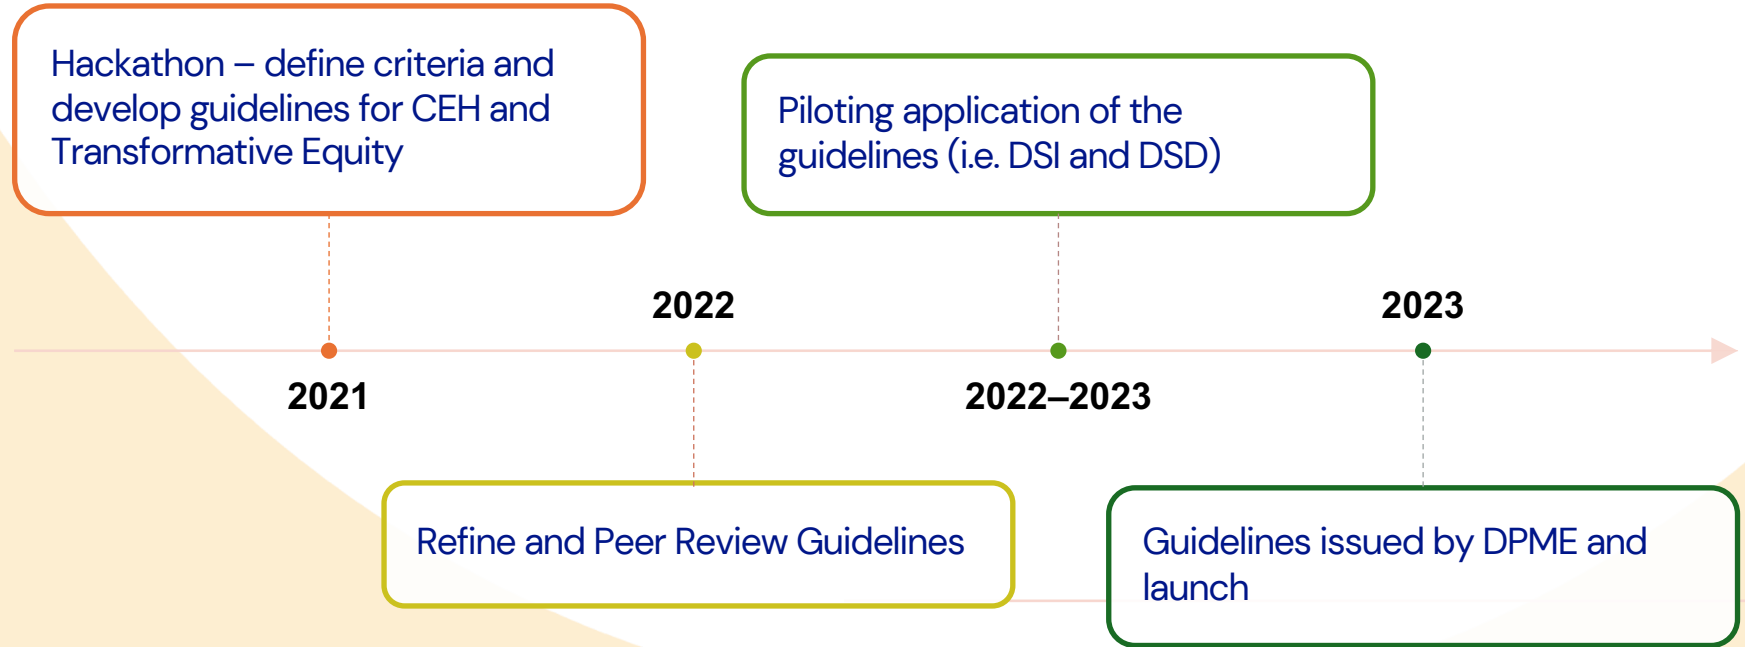 Hackathon – define criteria and
develop guidelines for CEH and
Transformative Equity
Piloting application of the
guidelines (i.e. DSI and DSD)
2022
2023
2021
2022–2023
Refine and Peer Review Guidelines
Guidelines issued by DPME and
launch